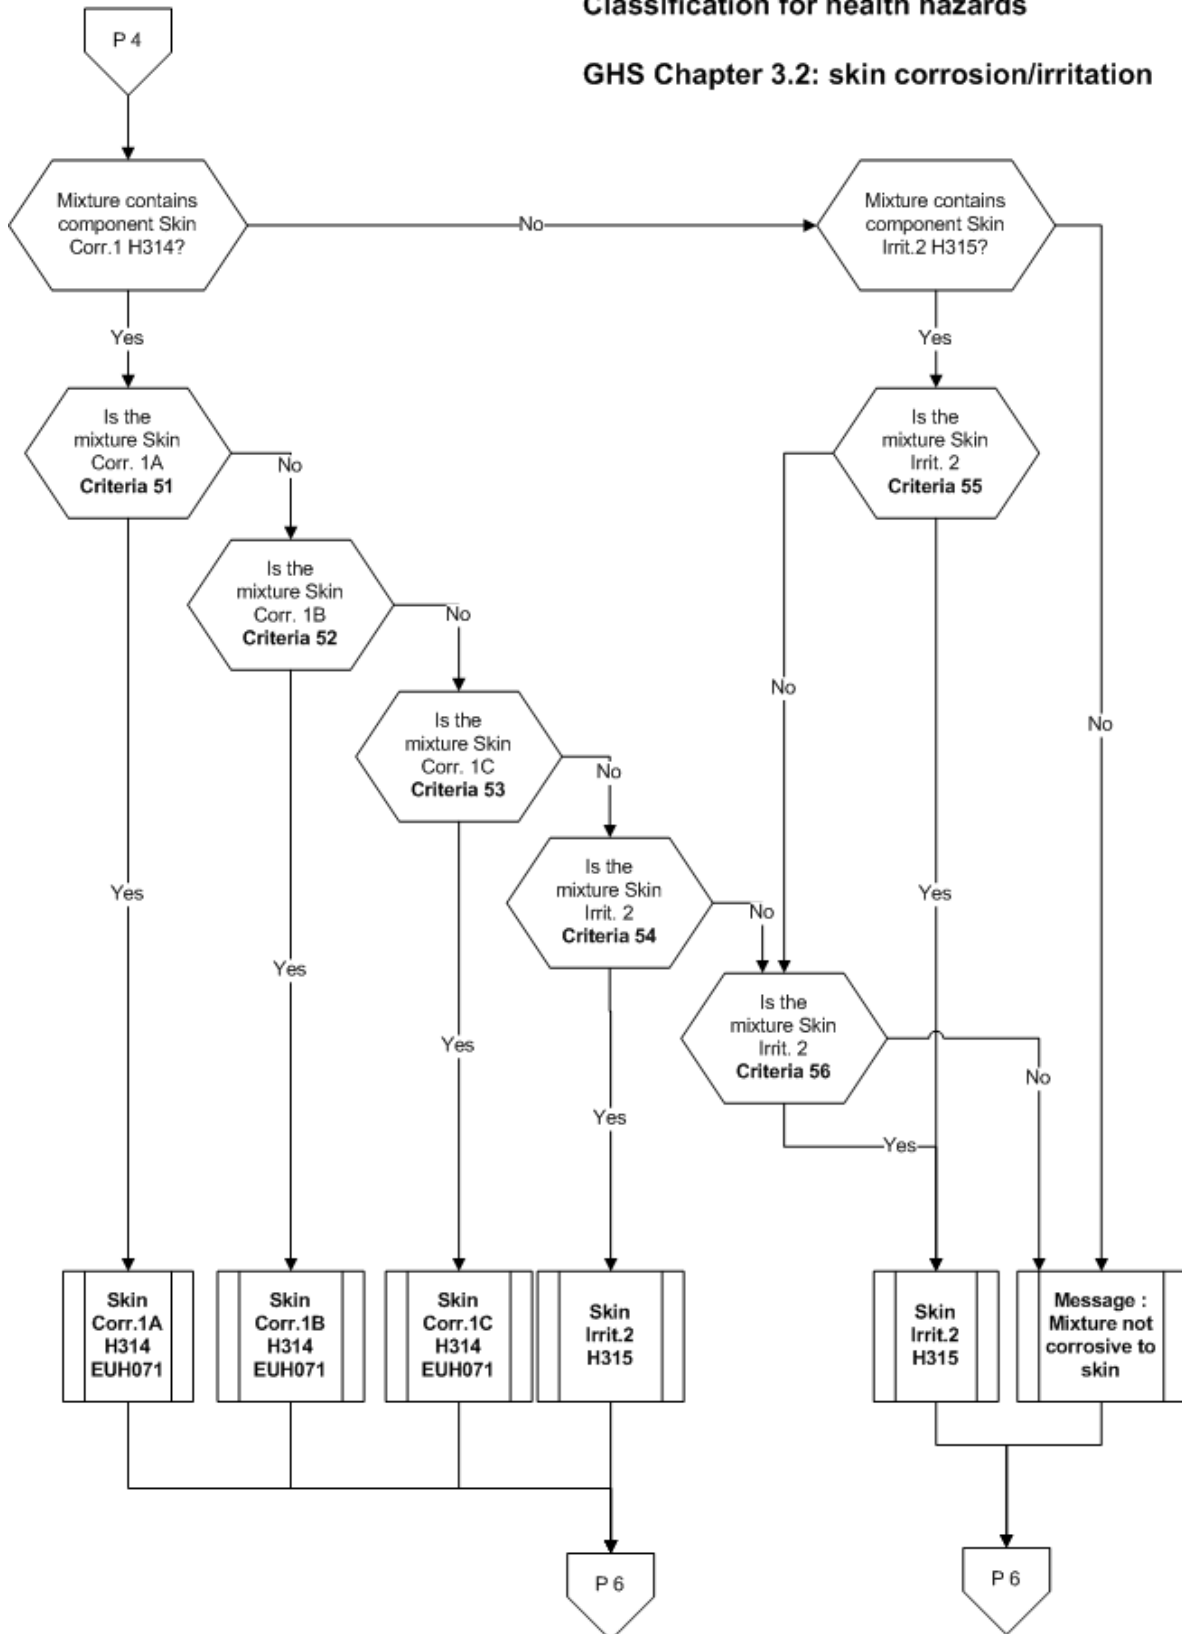 Classification for health hazards
GHS Chapter 3.2: skin corrosion/irritation
P 4
Mixture contains
component Skin
Corr.1 H314?
No
Mixture contains
component Skin
Irrit.2 H315?
Yes
Yes
Is the
mixture Skin
Corr. 1A
Criteria 51
No
Is the
mixture Skin
Irrit. 2
Criteria 55
Is the
mixture Skin
Corr. 1B
Criteria 52
No
No
No
Is the
mixture Skin
Corr. 1C
Criteria 53
No
Is the
mixture Skin
Irrit. 2
Criteria 54
No
Yes
Yes
Yes
Is the
mixture Skin
Irrit. 2
Criteria 56
Yes
No
Yes
Yes
Skin
Corr.1A
H314
EUH071
Skin
Corr.1B
H314
EUH071
Skin
Corr.1C
H314
EUH071
Skin
Irrit.2
H315
Skin
Irrit.2
H315
Message :
Mixture not
corrosive to
skin
P 6
P 6